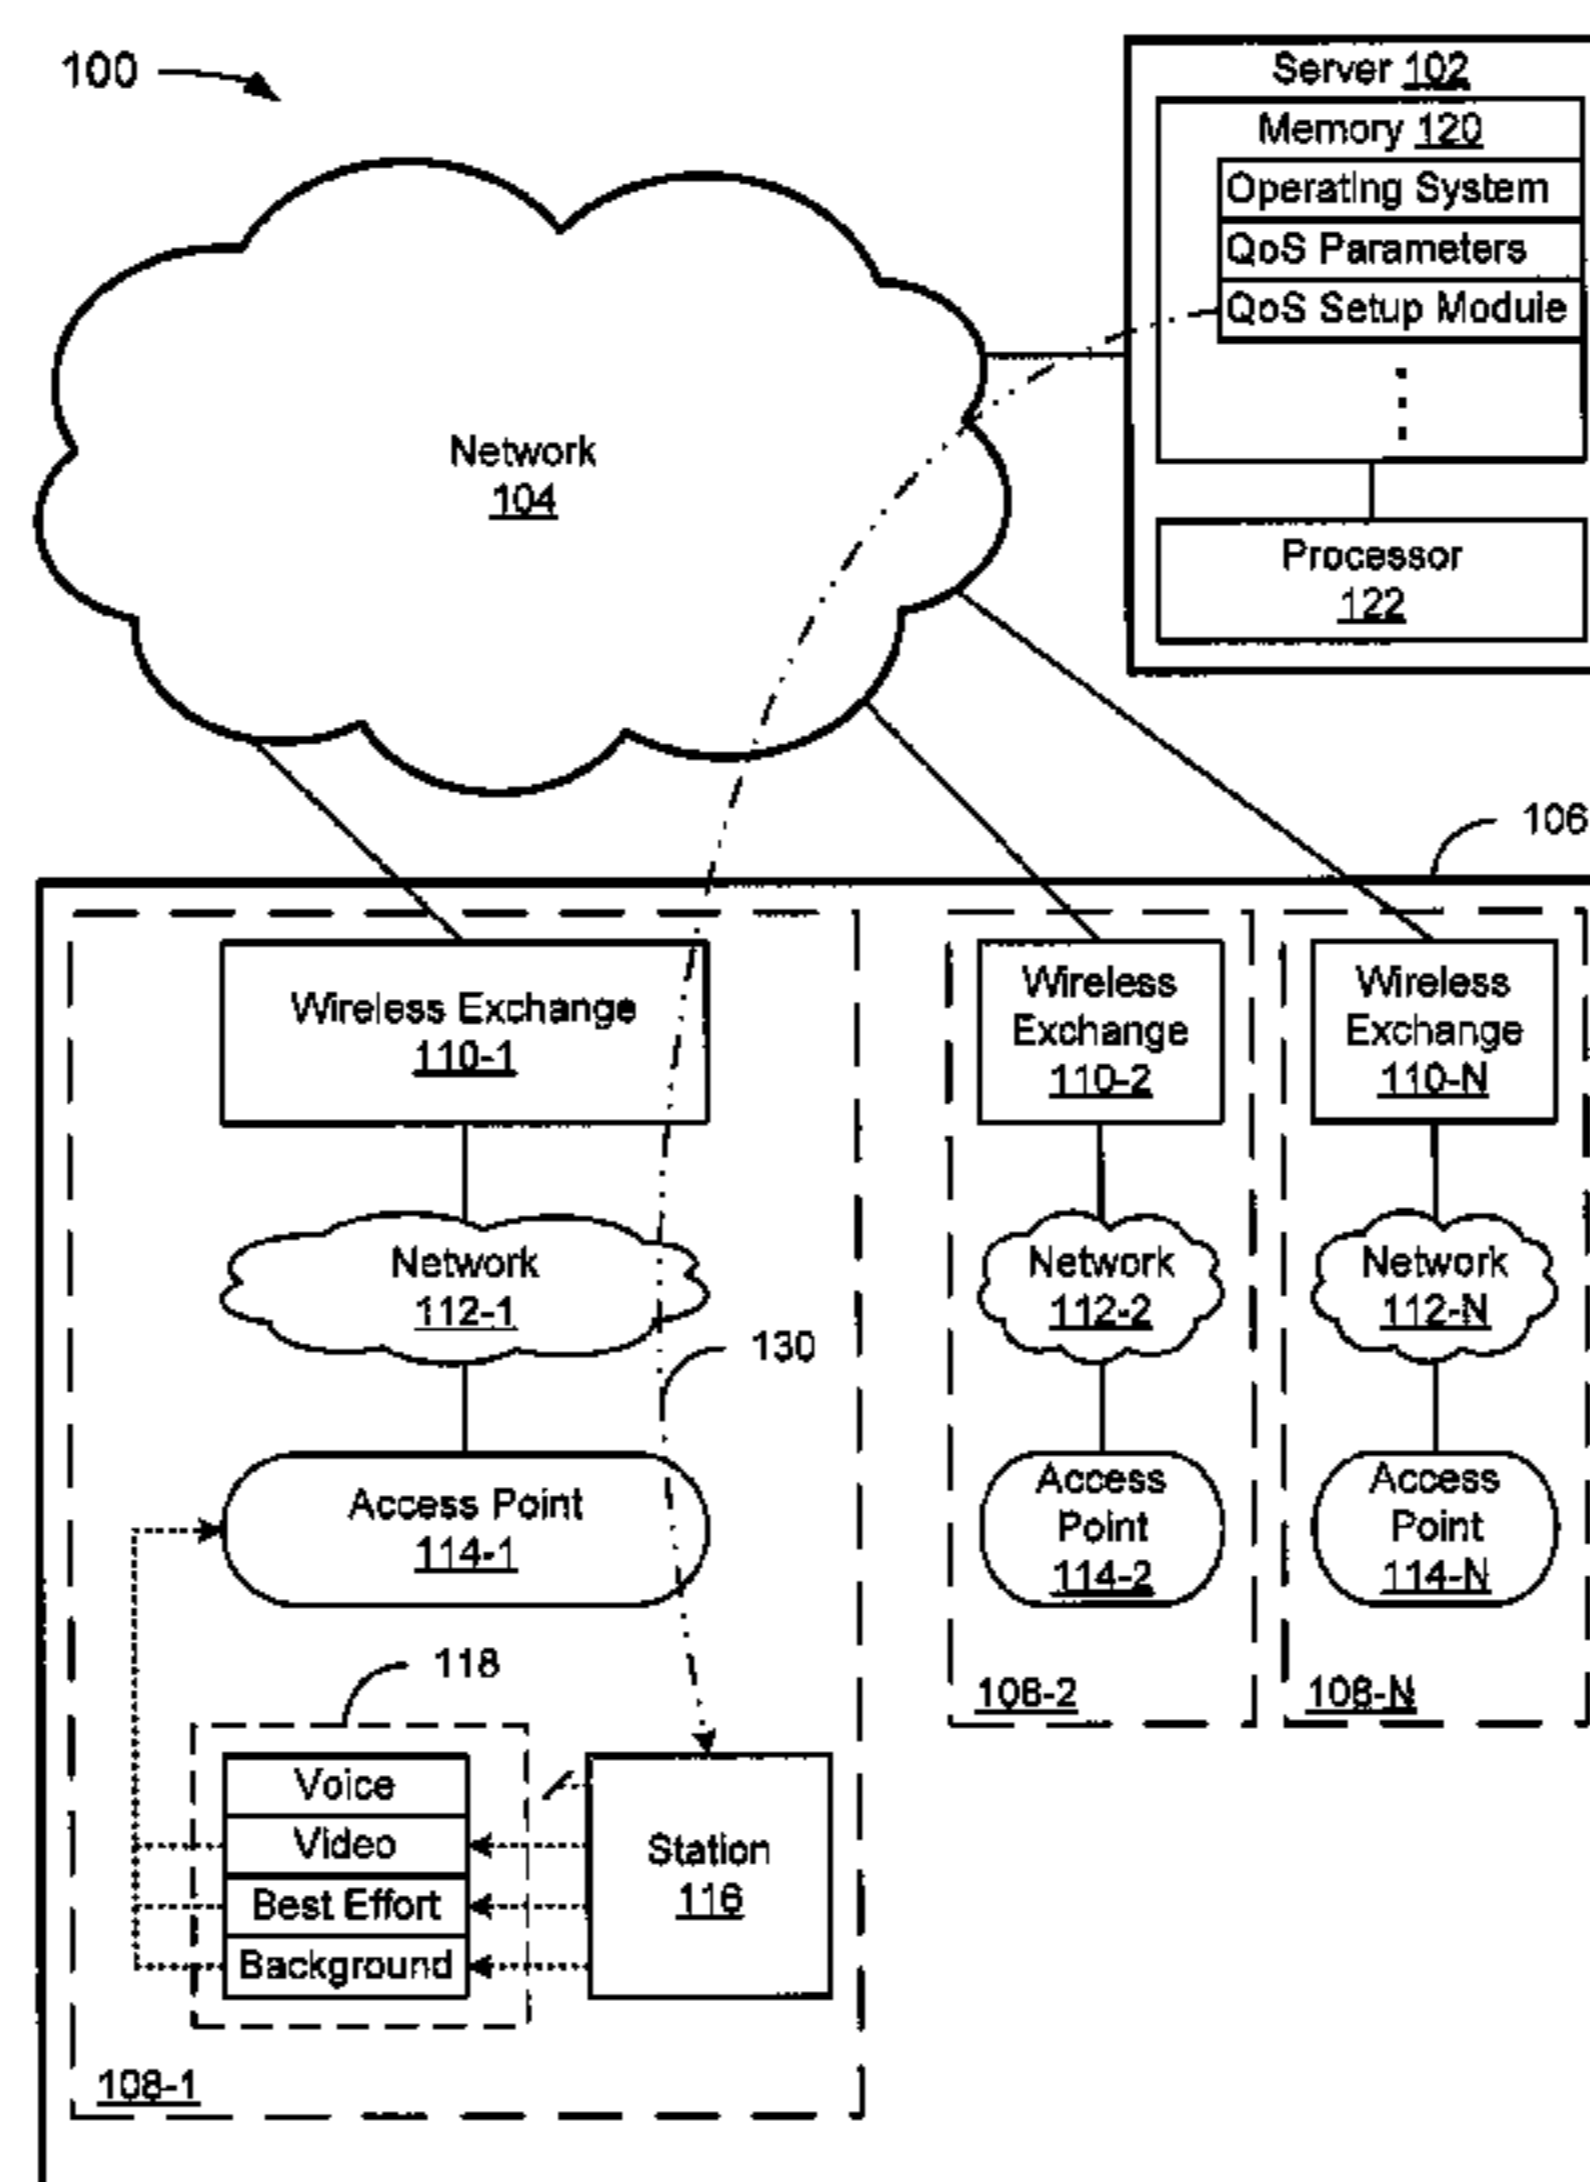 100
Server 102
Memory 120
Operating System
QoS Parameters
QoS Setup Module
Network
104
Processor
122
106
Wireless Exchange
110-1
Wireless
Exchange
110-2
Wireless
Exchange
110-N
Network
112-1
Network
112-2
Network
112-N
130
Access Point
114-1
Access
Point
114-2
Access
Point
114-N
118
108-2
108-N
Voice
Video
Best Effort
Background
Station
116
108-1